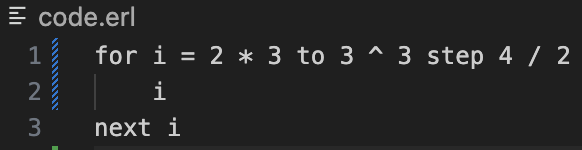 code.erl
1 for i = 2 * 3 to 3 ^ 3 step 4 / 2
2     i
3 next i